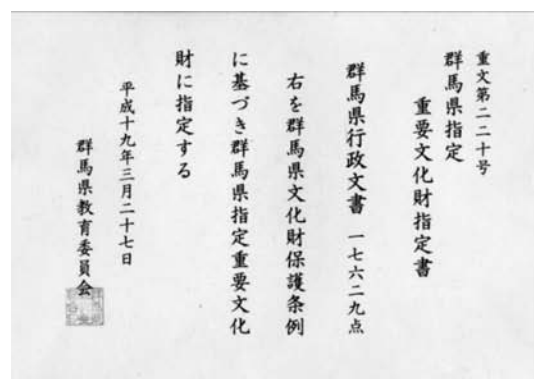 重文第二二十号
群馬県指定
重要文化財指定書
群馬県行政文書 一七六二九点
右を群馬県文化財保護条例
に基づき群馬県指定重要文化
財に指定する
平成十九年三月二十七日
群馬県教育委員会